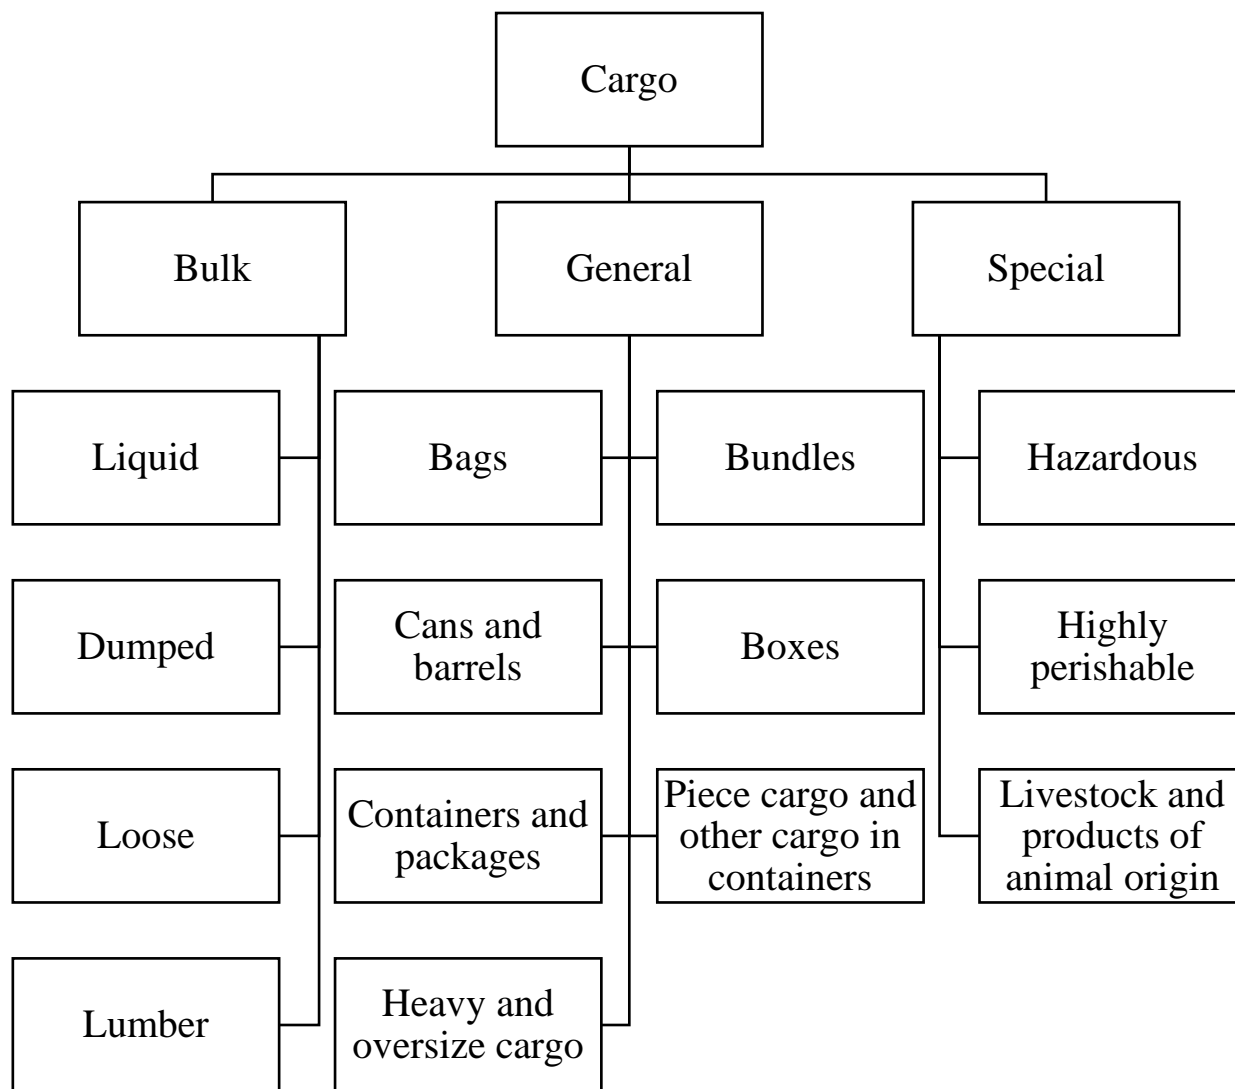 Cargo
Bulk
General
Special
Liquid
Bags
Bundles
Hazardous
Dumped
Cans and
barrels
Boxes
Highly
perishable
Loose
Containers and
packages
Piece cargo and
other cargo in
containers
Livestock and
products of
animal origin
Lumber
Heavy and
oversize cargo